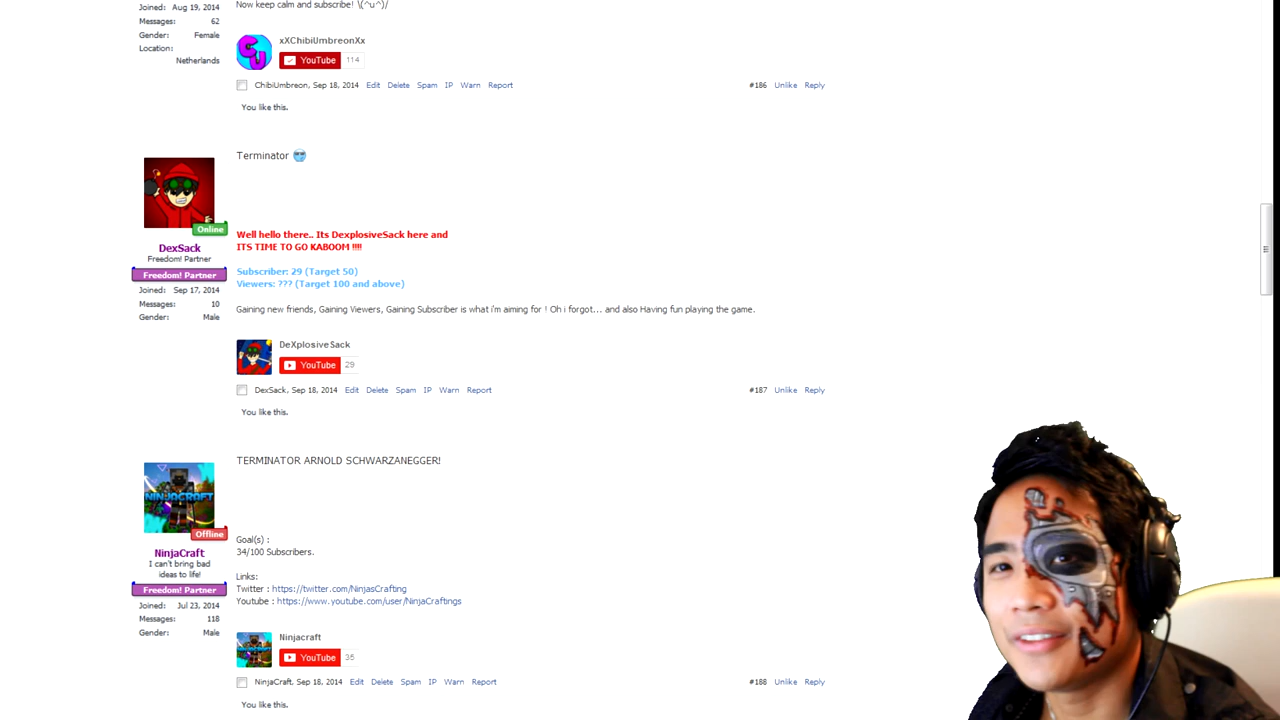 Now keep calm and subscribe! \(^u^)/
Joined: Aug 19, 2014
Messages: 62
Gender: Female
Location:
Netherlands
xXChibiUmbreonXx
YouTube 114
ChibiUmbreon, Sep 18, 2014 Edit Delete Spam IP Warn Report #186 Unlike Reply
You like this.
Terminator
Online
DexSack
Freedom! Partner
Freedom! Partner
Joined: Sep 17, 2014
Messages: 10
Gender: Male
Well hello there.. Its DexplosiveSack here and
ITS TIME TO GO KABOOM !!!!
Subscriber: 29 (Target 50)
Viewers: ??? (Target 100 and above)
Gaining new friends, Gaining Viewers, Gaining Subscriber is what i'm aiming for ! Oh i forgot... and also Having fun playing the game.
DeXplosiveSack
YouTube 29
DexSack, Sep 18, 2014 Edit Delete Spam IP Warn Report #187 Unlike Reply
You like this.
TERMINATOR ARNOLD SCHWARZANEGGER!
NINJACRAFT
Offline
NinjaCraft
I can't bring bad
ideas to life!
Freedom! Partner
Joined: Jul 23, 2014
Messages: 118
Gender: Male
Goal(s) :
34/100 Subscribers.
Links:
Twitter : https://twitter.com/NinjasCrafting
Youtube : https://www.youtube.com/user/NinjaCraftings
Ninjacraft
YouTube 35
NinjaCraft, Sep 18, 2014 Edit Delete Spam IP Warn Report #188 Unlike Reply
You like this.